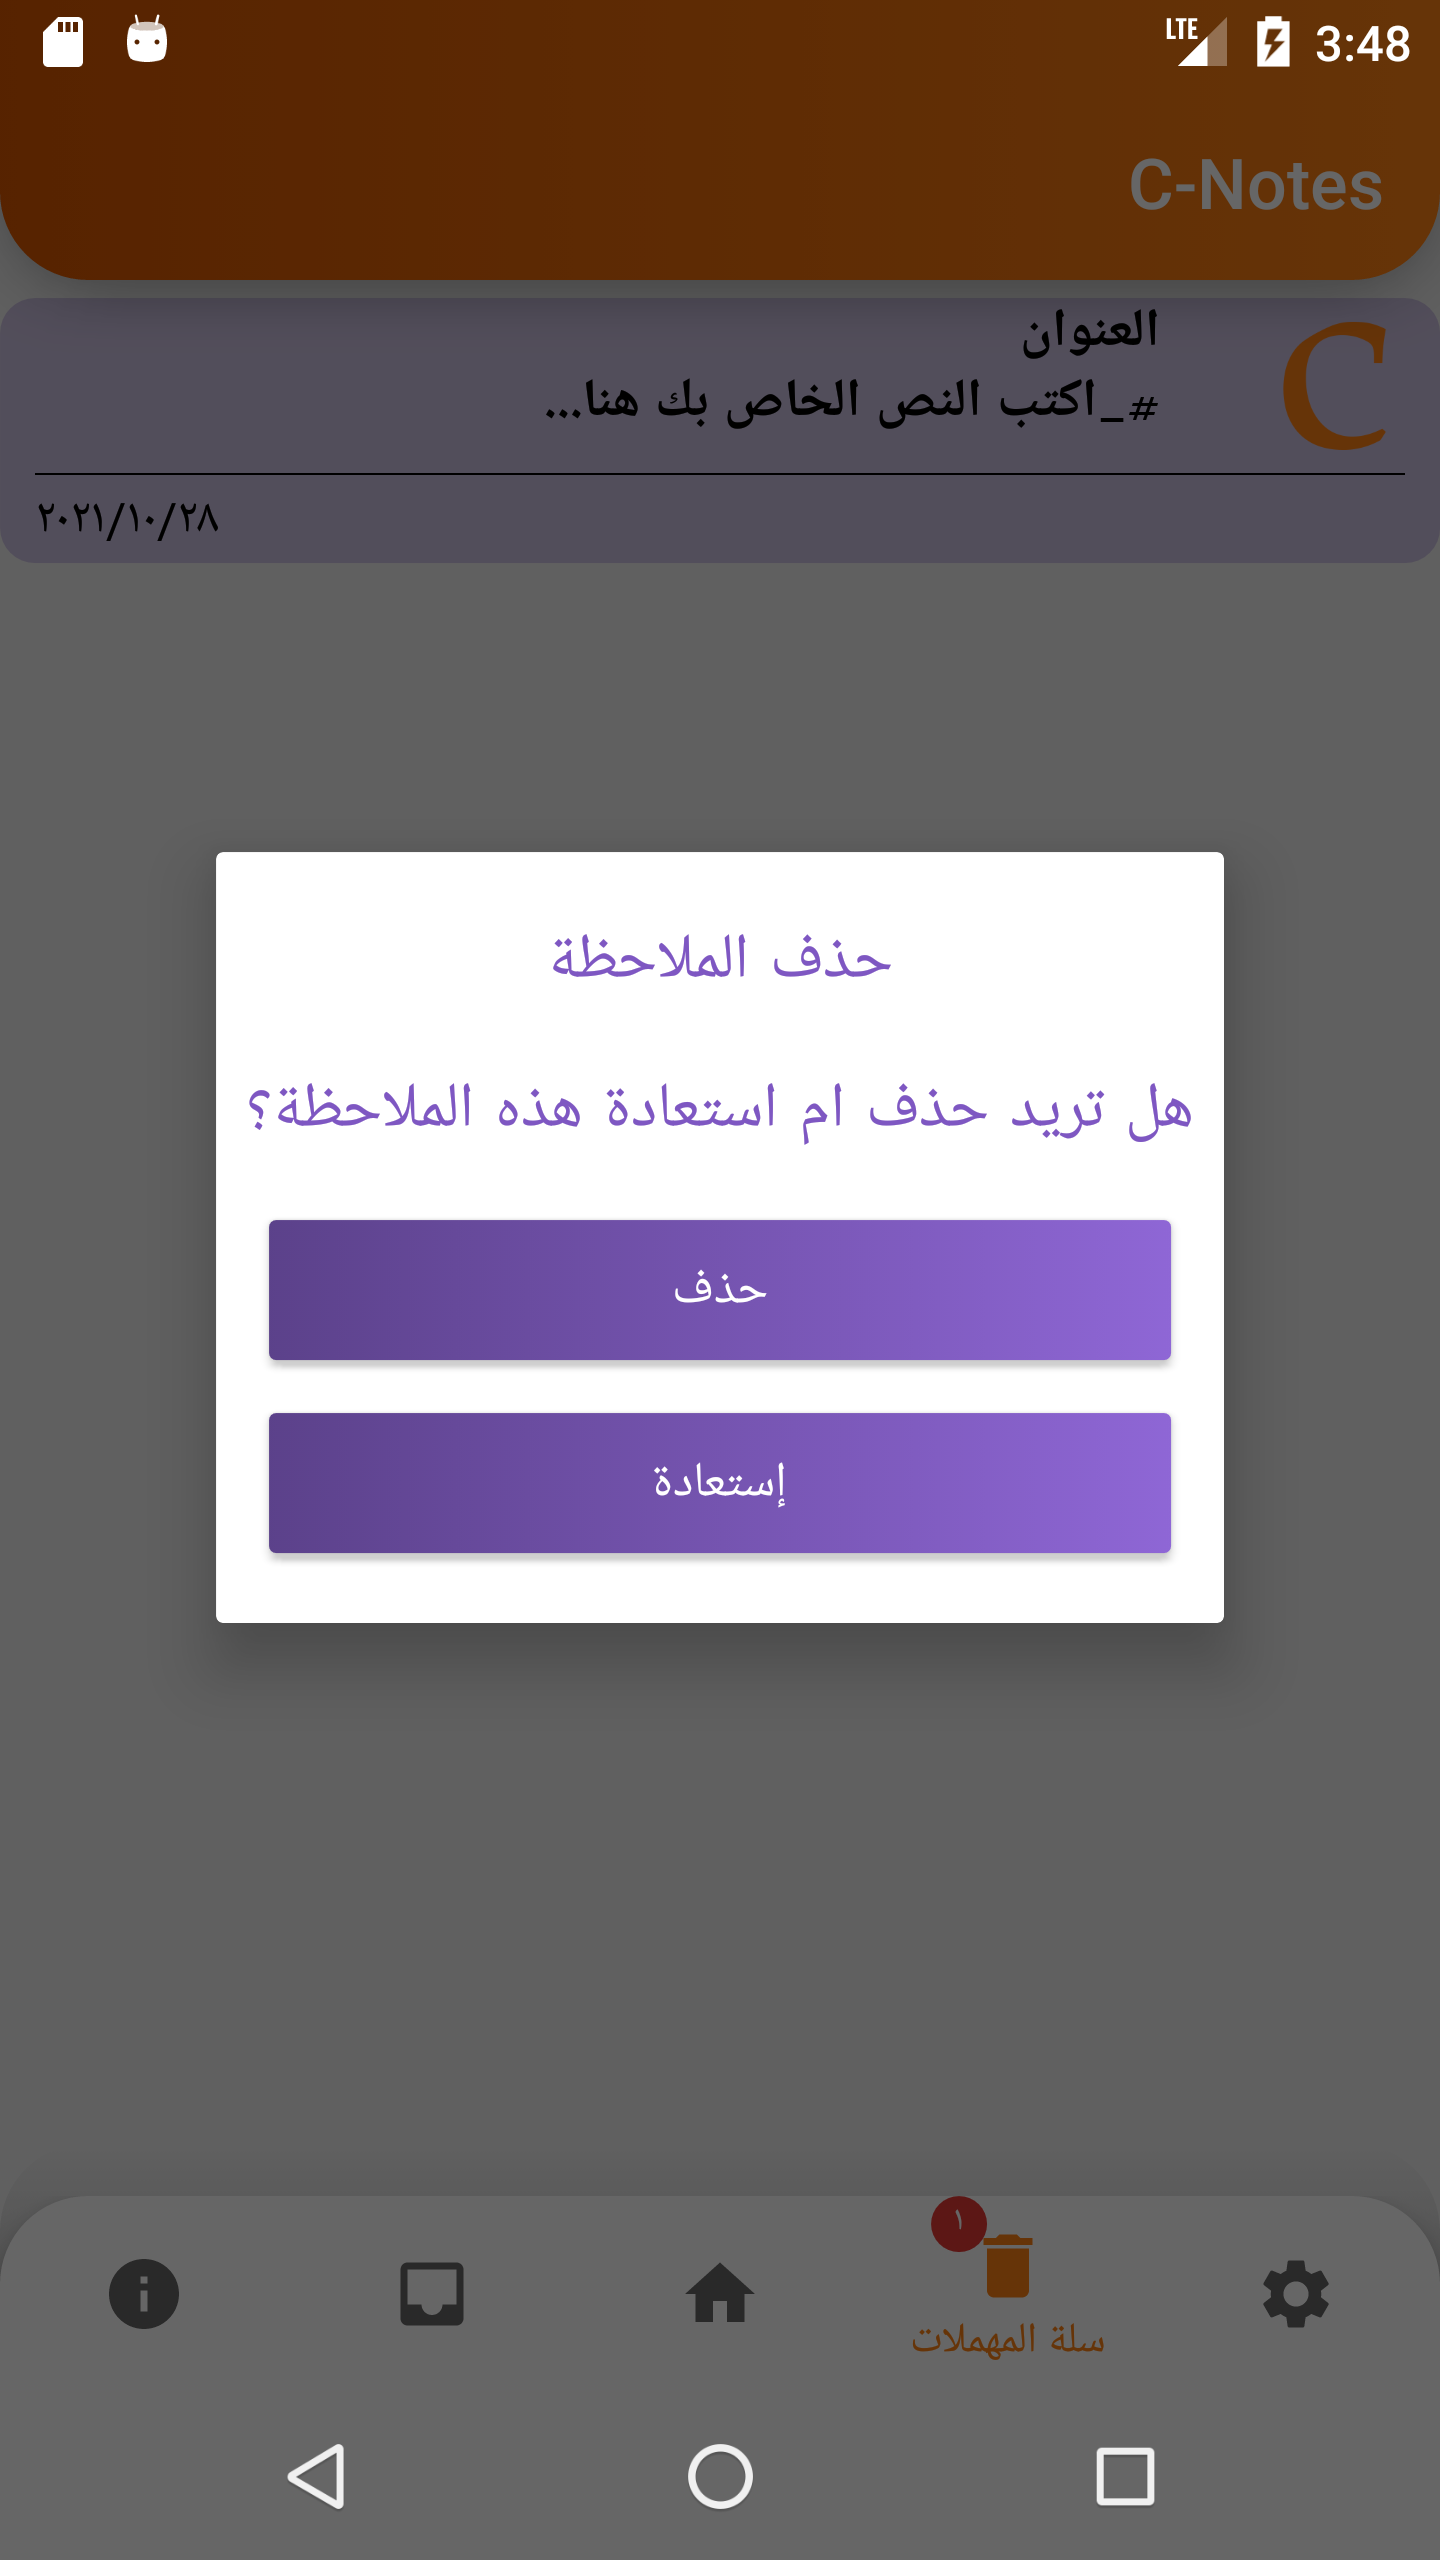 LTE 3:48
C-Notes
C
العنوان
#_اكتب النص الخاص بك هنا...
٢٠٢١/١٠/٢٨
حذف الملاحظة
هل تريد حذف ام استعادة هذه الملاحظة؟
حذف
إستعادة
١
سلة المهملات